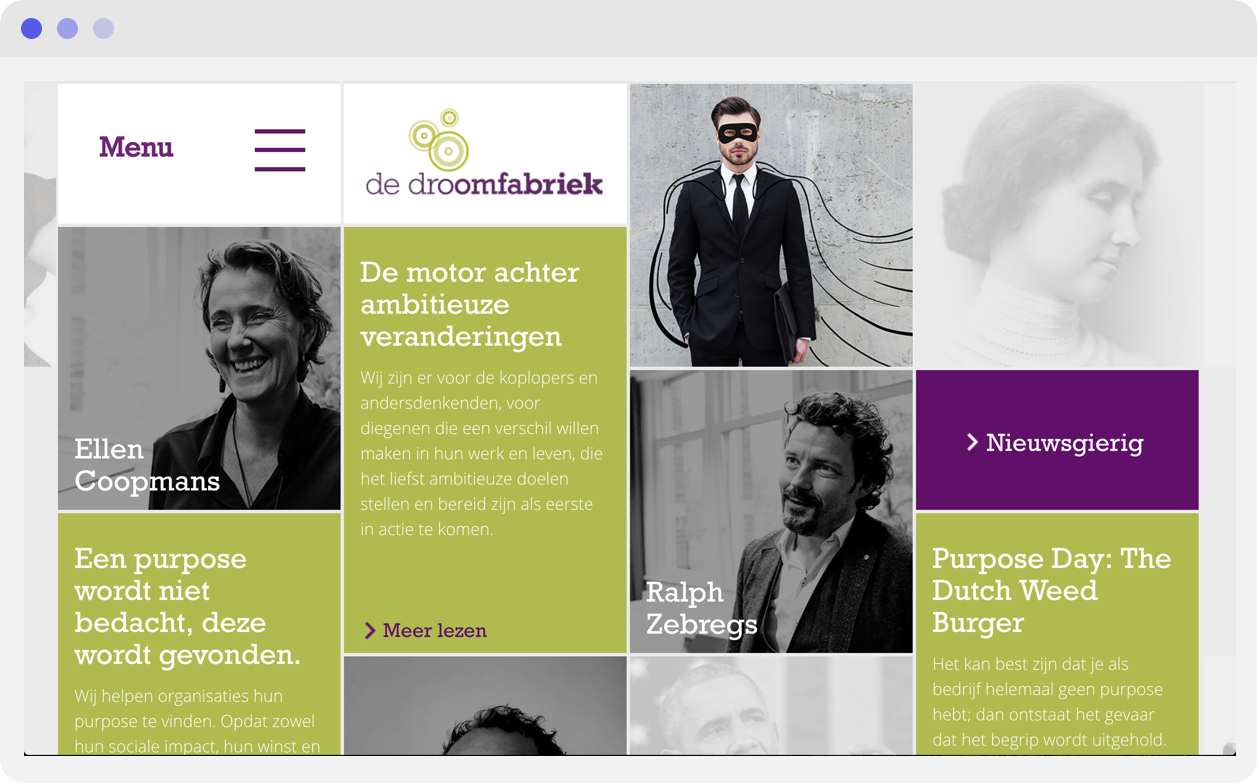 Menu
de droomfabriek
Ellen
Coopmans
De motor achter
ambitieuze
veranderingen
Wij zijn er voor de koplopers en
andersdenkenden, voor
diegenen die een verschil willen
maken in hun werk en leven, die
het liefst ambitieuze doelen
stellen en bereid zijn als eerste
in actie te komen.
Meer lezen
Een purpose
wordt niet
bedacht, deze
wordt gevonden.
Wij helpen organisaties hun
purpose te vinden. Opdat zowel
hun sociale impact, hun winst en
Ralph
Zebregs
Nieuwsgierig
Purpose Day: The
Dutch Weed
Burger
Het kan best zijn dat je als
bedrijf helemaal geen purpose
hebt; dan ontstaat het gevaar
dat het begrip wordt uitgehold.